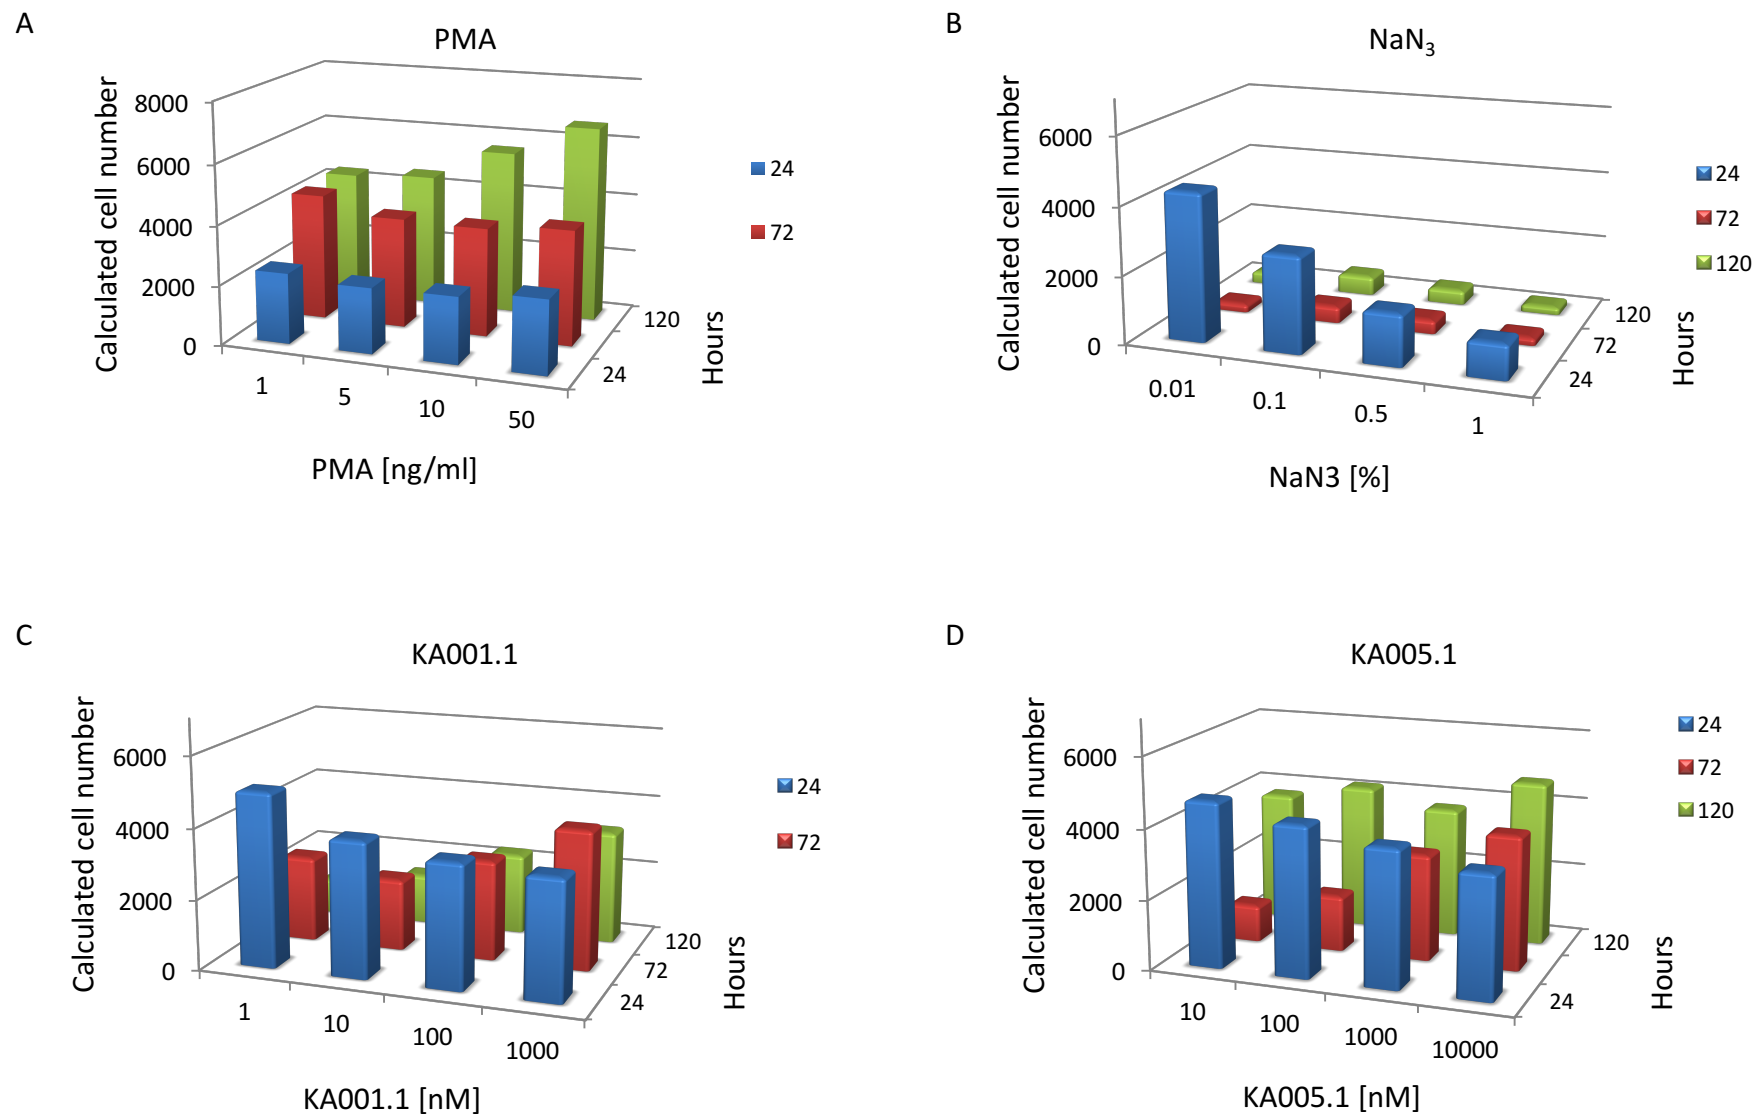 A
PMA
Calculated cell number
8000
6000
4000
2000
0
1
5
10
50
PMA [ng/ml]
24
120
Hours
24
72
B
NaN₃
Calculated cell number
6000
4000
2000
0
0.01
0.1
0.5
1
NaN3 [%]
24
72
120
Hours
24
72
120
C
KA001.1
Calculated cell number
6000
4000
2000
0
1
10
100
1000
KA001.1 [nM]
24
72
120
Hours
24
72
D
KA005.1
Calculated cell number
6000
4000
2000
0
10
100
1000
10000
KA005.1 [nM]
24
120
Hours
24
72
120